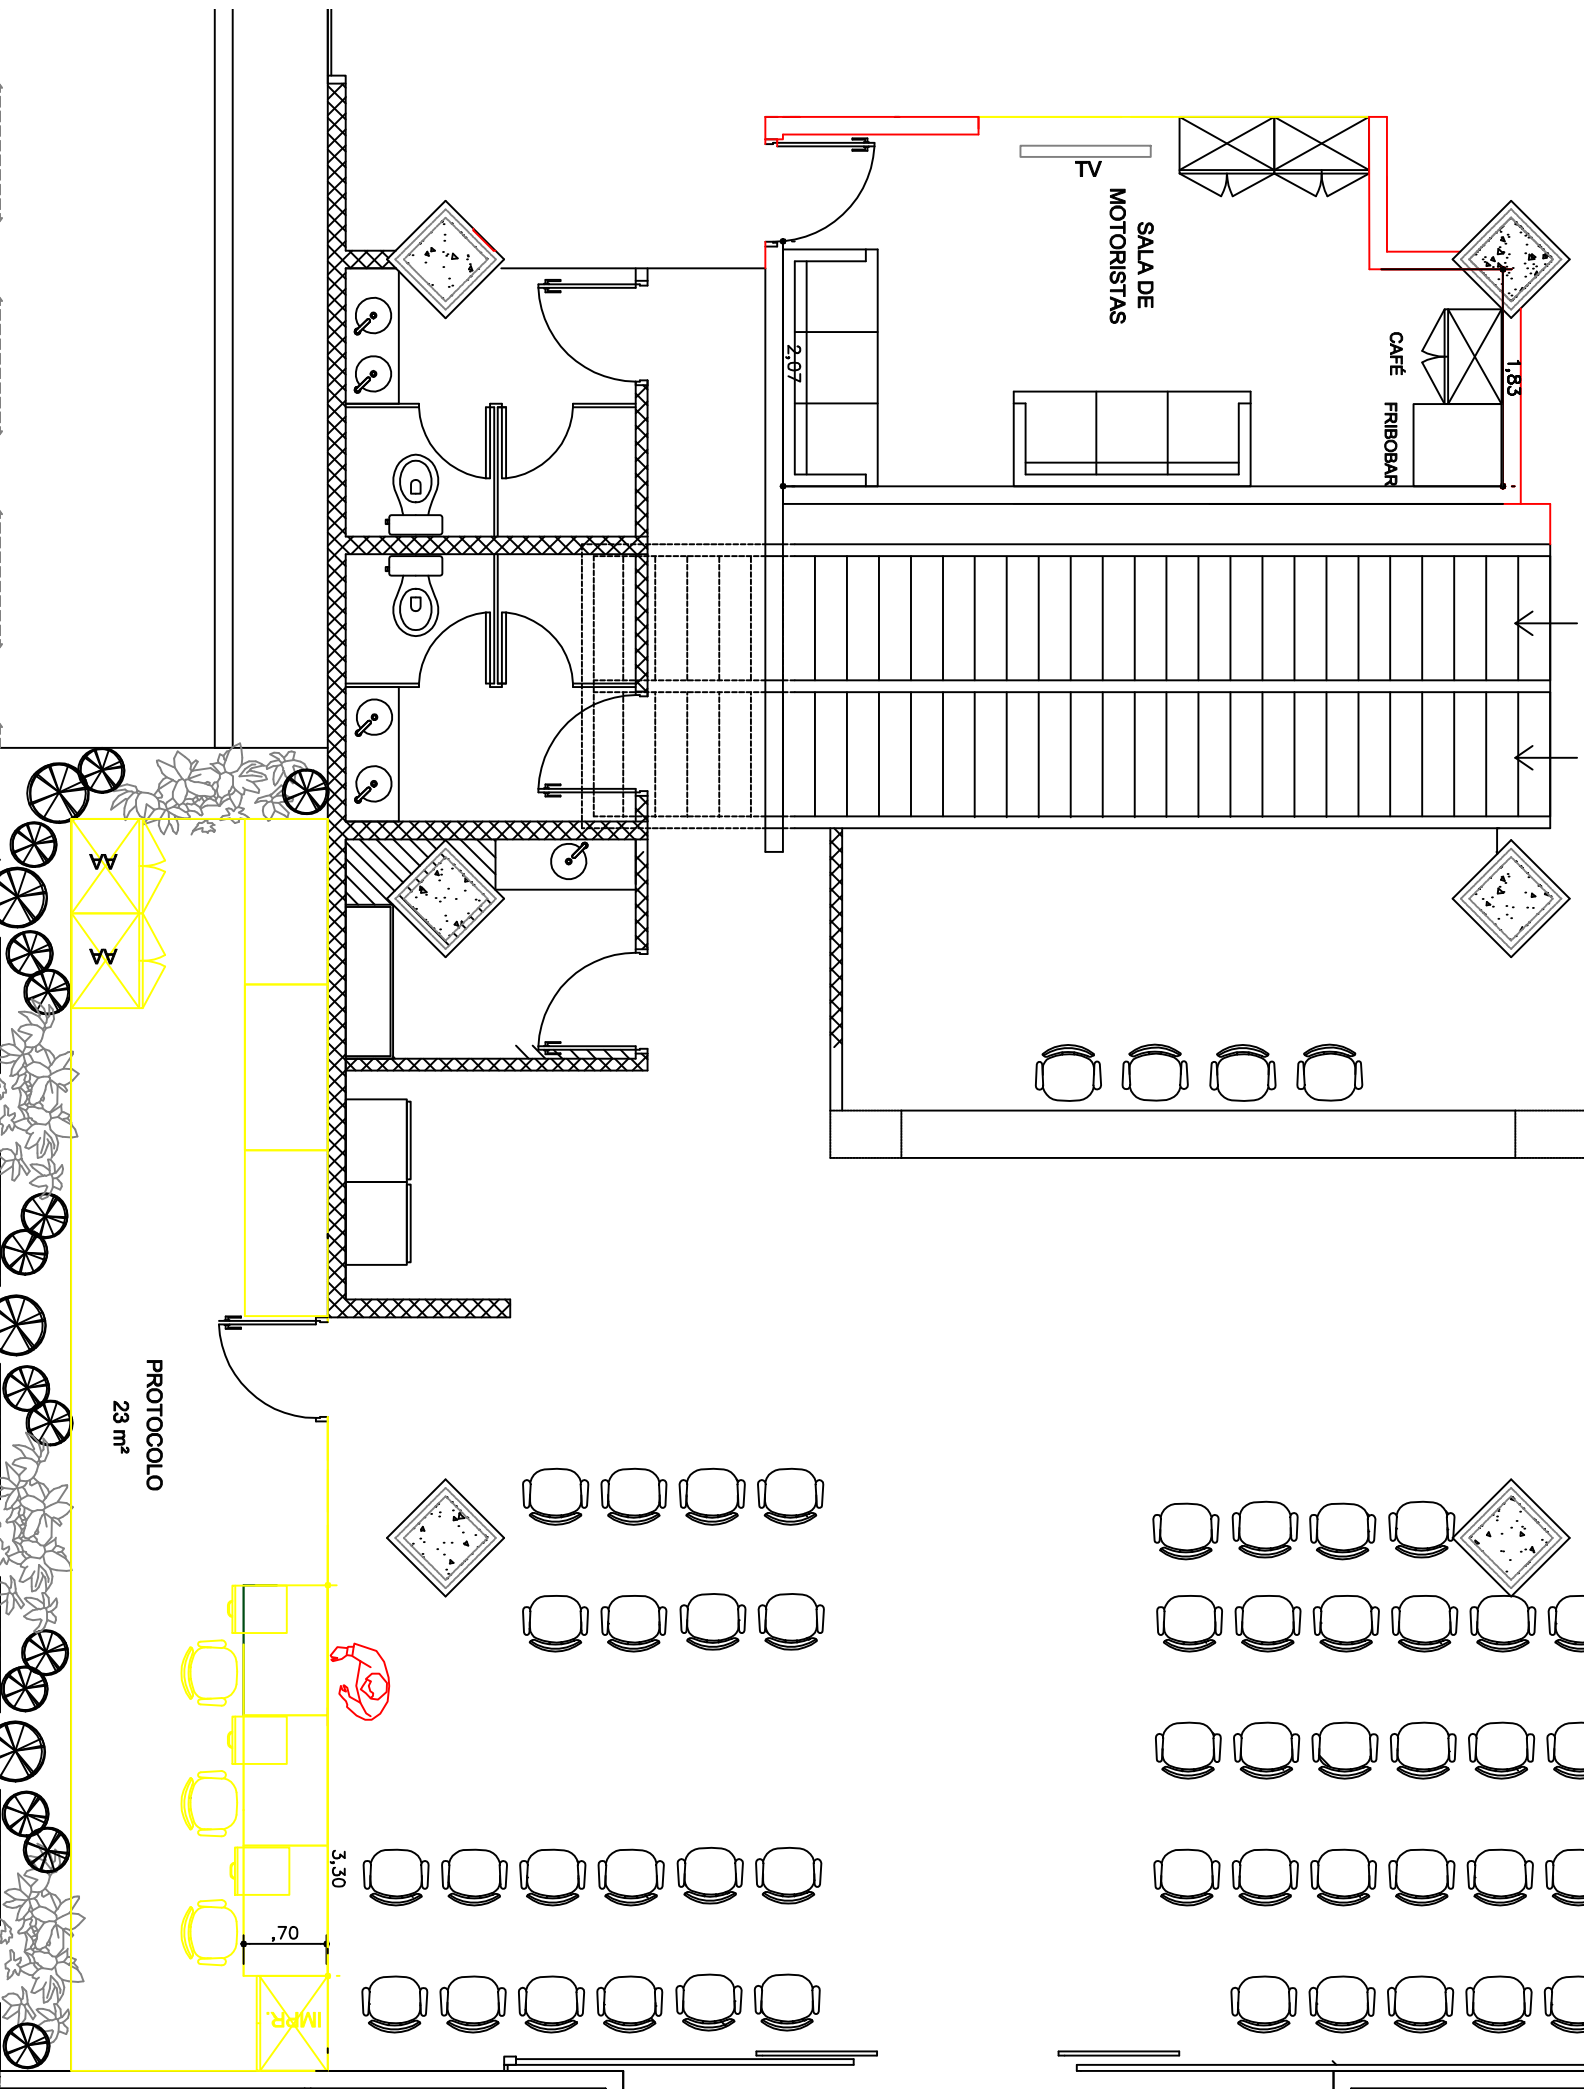 TV
SALA DE
MOTORISTAS
CAFÉ
FRIBOBAR
1,83
2,07
AA
AA
PROTOCOLO
23 m²
3,30
,70
IMPR.